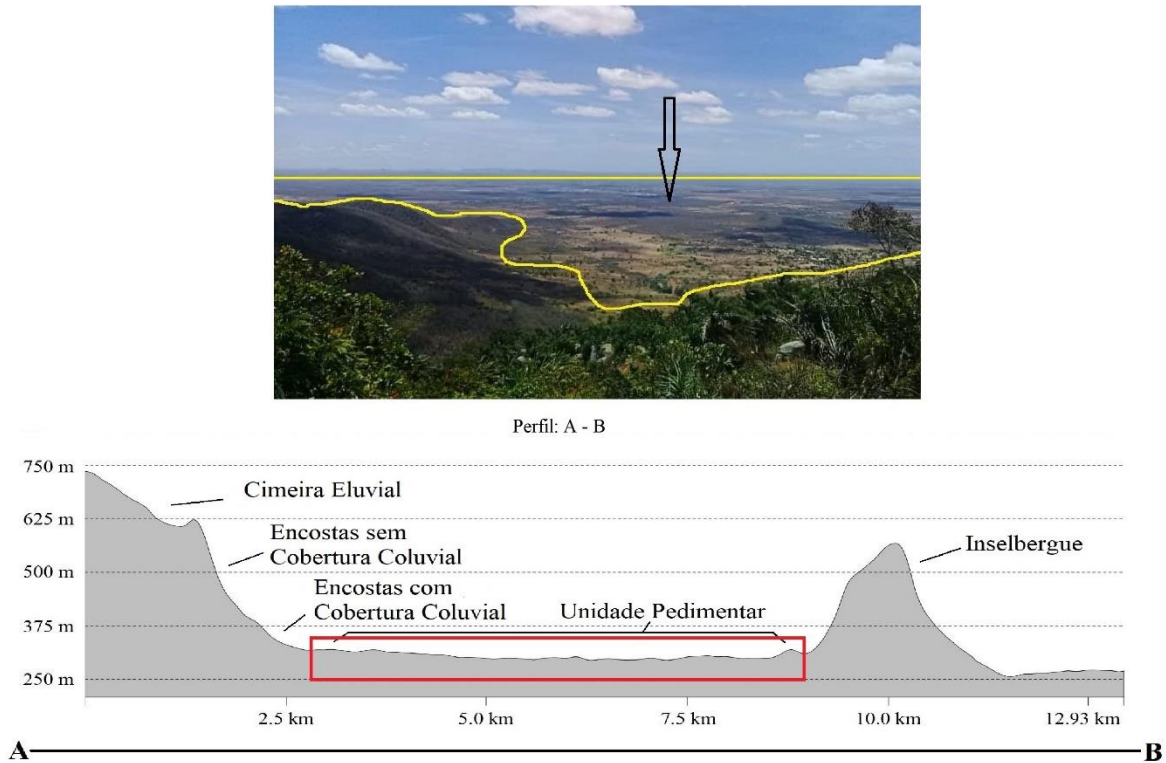 Perfil: A - B
750 m
Cimeira Eluvial
625 m
Encostas sem
Cobertura Coluvial
Inselbergue
500 m
Encostas com
Cobertura Coluvial
Unidade Pedimentar
375 m
250 m
2.5 km
5.0 km
7.5 km
10.0 km
12.93 km
A
B